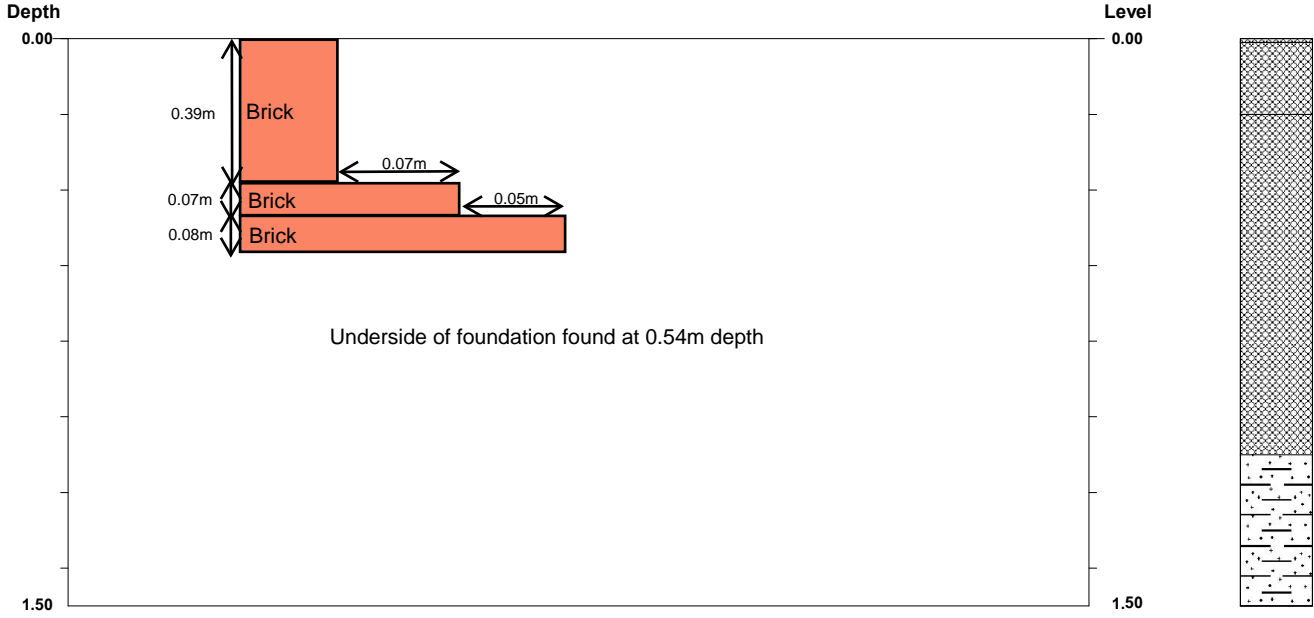 Depth
Level
0.00
0.00
0.39m
Brick
0.07m
0.07m
Brick
0.05m
0.08m
Brick
Underside of foundation found at 0.54m depth
1.50
1.50